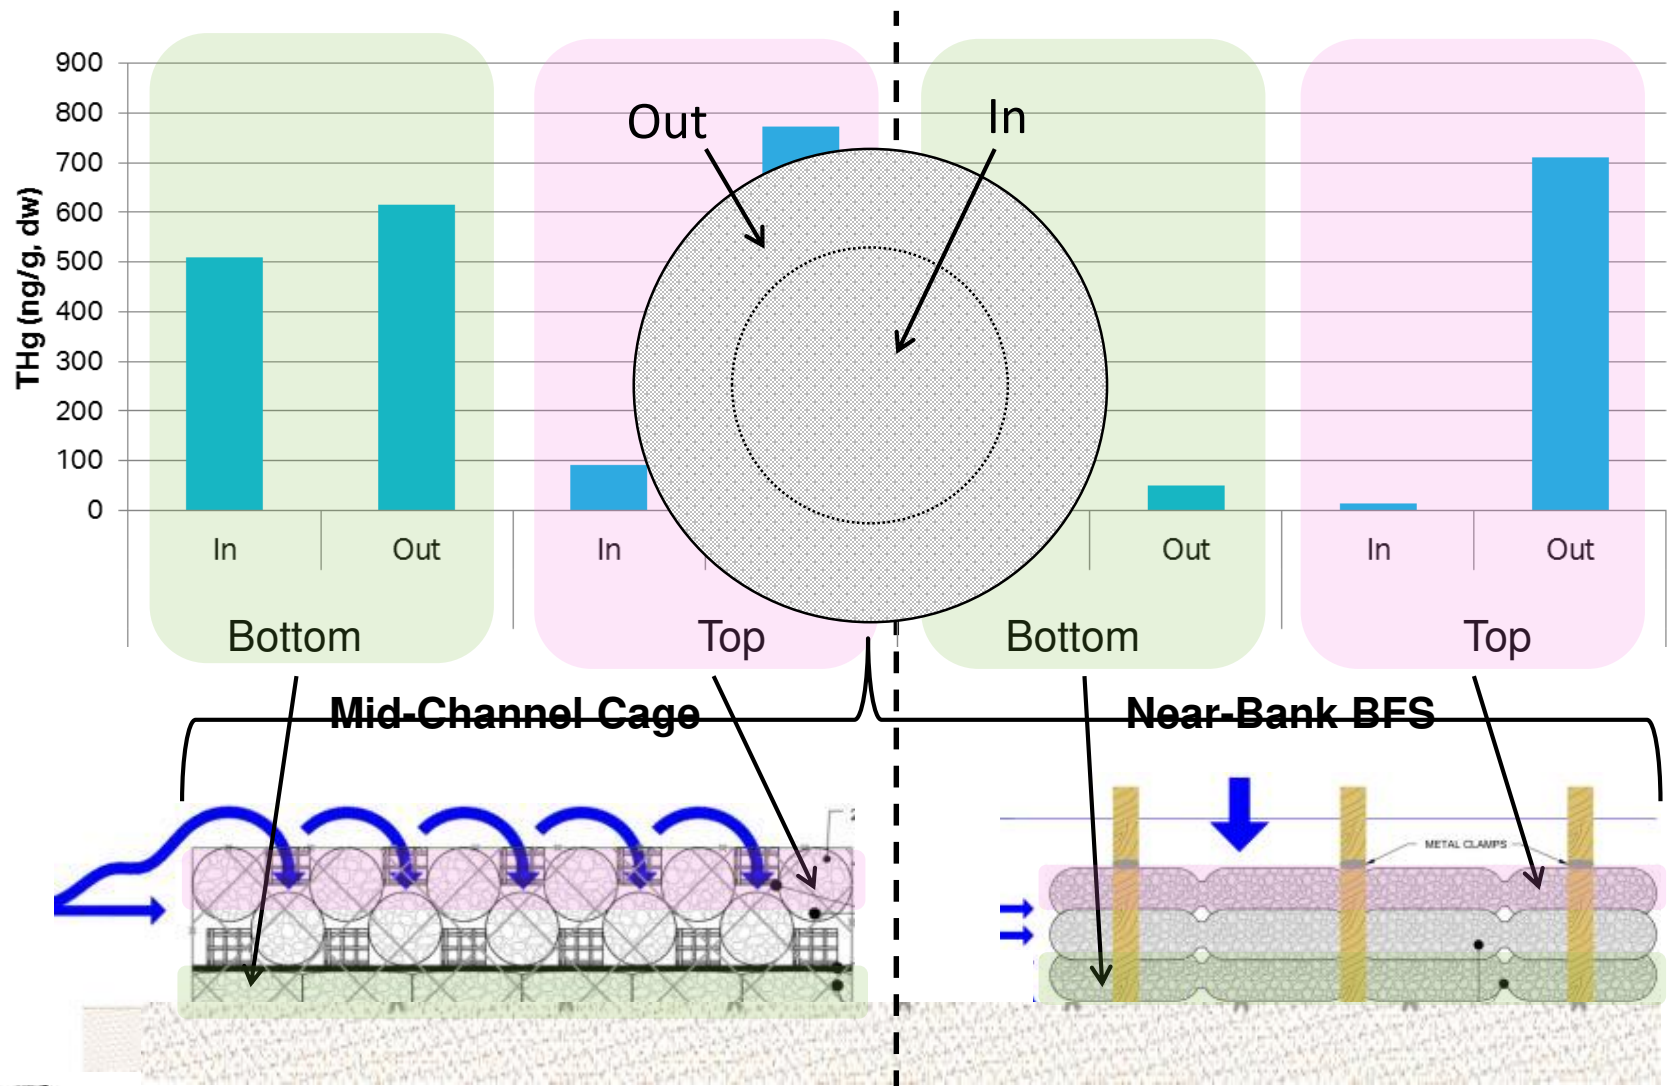 900
800
700
600
500
400
300
200
100
0
THg (ng/g, dw)
Out
In
In
Out
In
Out
In
Out
Bottom
Top
Bottom
Top
Mid-Channel Cage
Near-Bank BFS
METAL CLAMPS